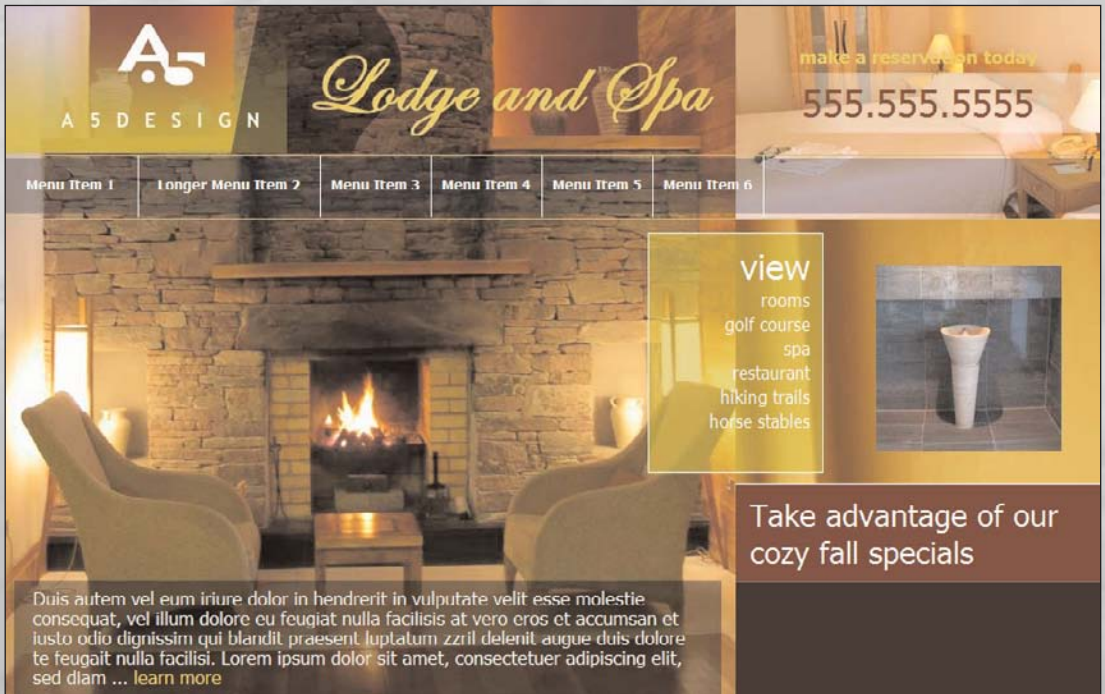 A5
A5DESIGN
Lodge and Spa
make a reservation today
555.555.5555
Menu Item 1
Longer Menu Item 2
Menu Item 3
Menu Item 4
Menu Item 5
Menu Item 6
view
rooms
golf course
spa
restaurant
hiking trails
horse stables
Take advantage of our
cozy fall specials
Duis autem vel eum iriure dolor in hendrerit in vulputate velit esse molestie
consequat, vel illum dolore eu feugiat nulla facilisis at vero eros et accumsan et
iusto odio dignissim qui blandit praesent luptatum zzril delenit augue duis dolore
te feugait nulla facilisi. Lorem ipsum dolor sit amet, consectetuer adipiscing elit,
sed diam ... learn more